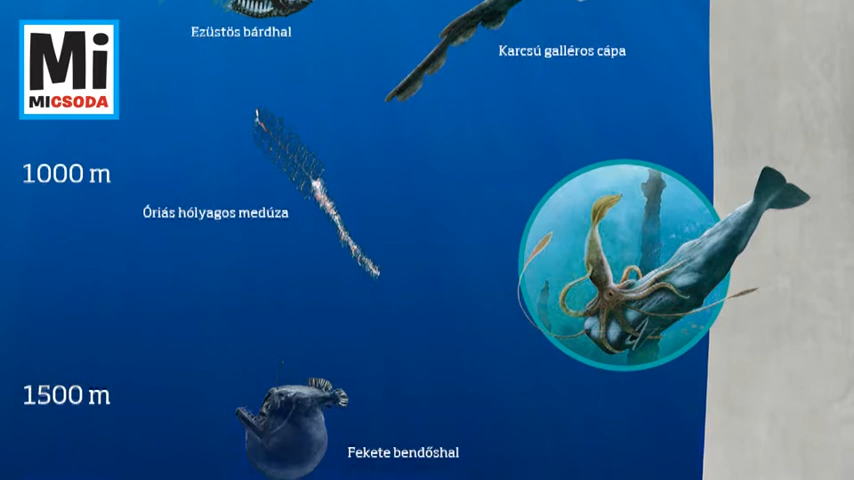 Ezüstös bárdhal
Karcsú galléros cápa
Mi
MICSODA
1000 m
Óriás hólyagos medúza
1500 m
Fekete bendőshal